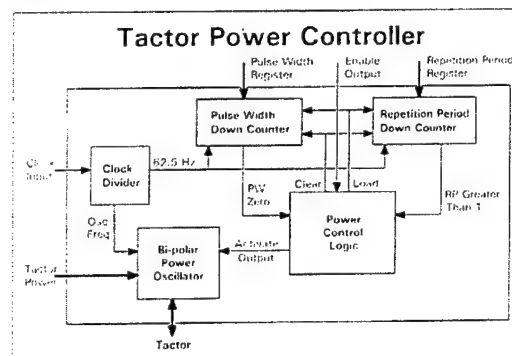 Tactor Power Controller
Pulse Width
Register
Enable
Output
Repetition Period
Register
Pulse Width
Down Counter
Repetition Period
Down Counter
Clock
Input
Clock
Divider
62.5 Hz
PW
Zero
Clear
Load
RP Greater
Than 1
Osc
Freq
Power
Control
Logic
Bi-polar
Power
Oscillator
Activate
Output
Tactor
Power
Tactor